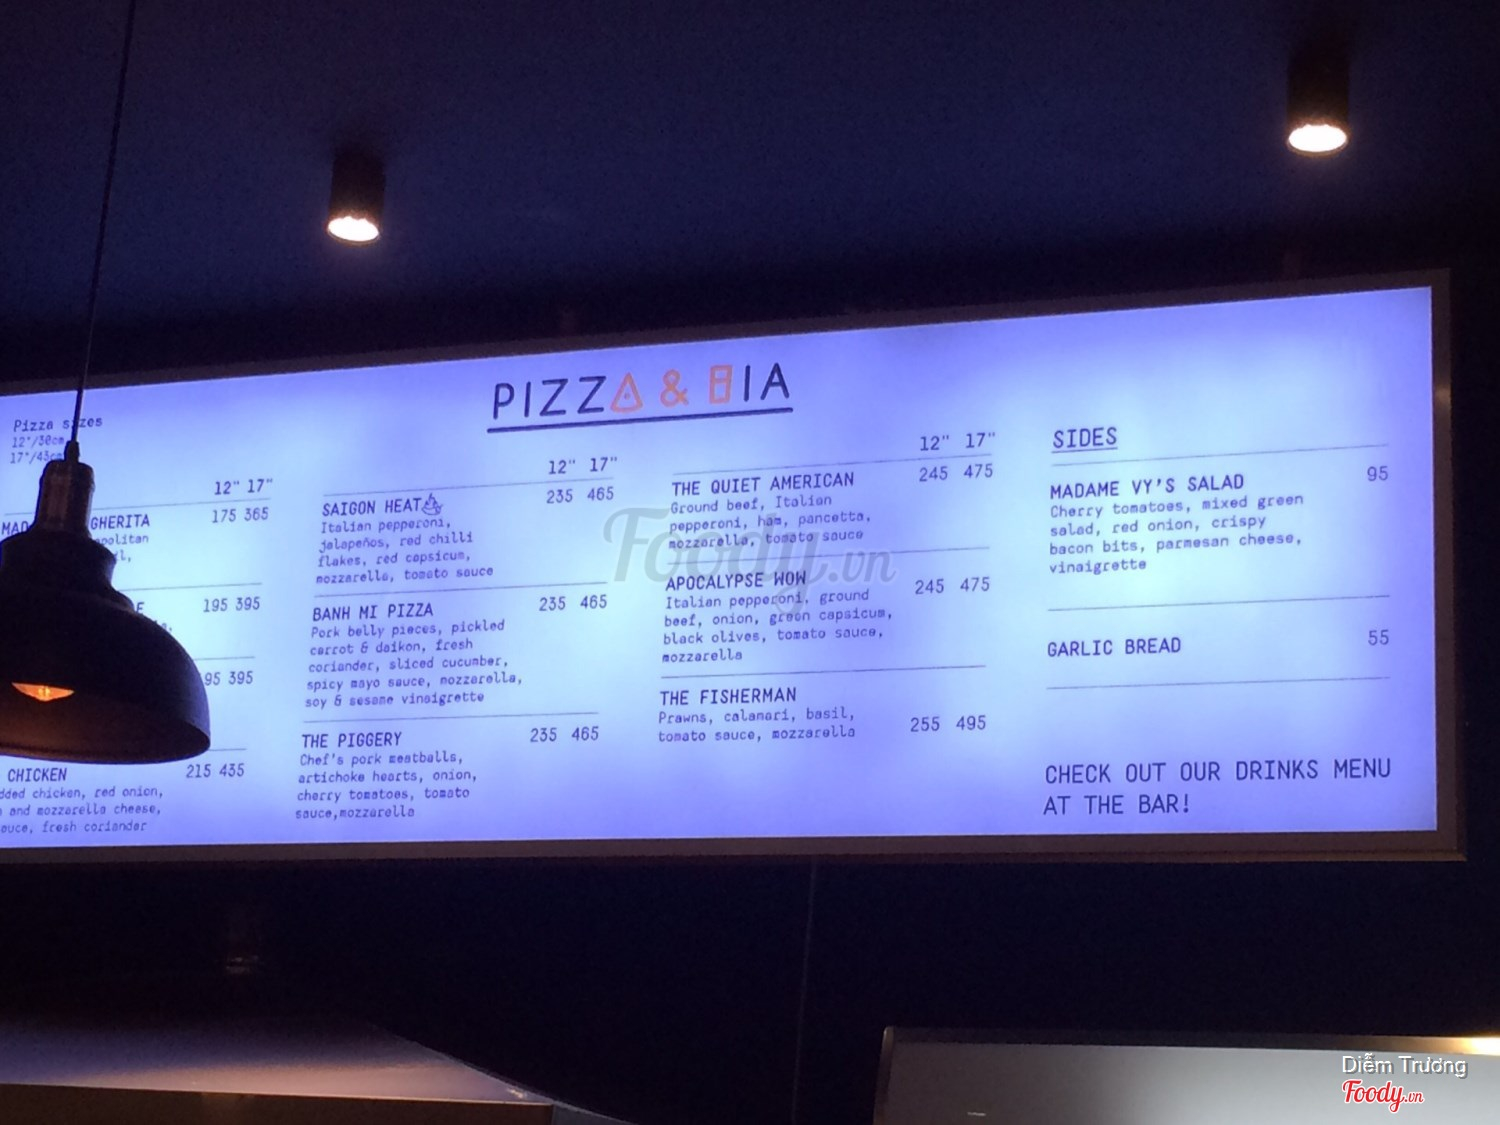 PIZZA & BIA
Pizza sizes
12"/30cm
17"/43cm
12" 17"
GHERITA 175 365
politan
195 395
95 395
CHICKEN 215 435
chicken, red onion,
and mozzarella cheese,
fresh coriander
12" 17"
SAIGON HEAT 235 465
Italian pepperoni,
jalapeños, red chilli
flakes, red capsicum,
mozzarella, tomato sauce
BANH MI PIZZA 235 465
Pork belly pieces, pickled
carrot & daikon, fresh
coriander, sliced cucumber,
spicy mayo sauce, mozzarella,
soy & sesame vinaigrette
THE PIGGERY 235 465
Chef's pork meatballs,
artichoke hearts, onion,
cherry tomatoes, tomato
sauce,mozzarella
12" 17"
THE QUIET AMERICAN 245 475
Ground beef, Italian
pepperoni, ham, pancetta,
mozzarella, tomato sauce
APOCALYPSE WOW 245 475
Italian pepperoni, ground
beef, onion, green capsicum,
black olives, tomato sauce,
mozzarella
THE FISHERMAN
Prawns, calamari, basil, 255 495
tomato sauce, mozzarella
SIDES
MADAME VY'S SALAD 95
Cherry tomatoes, mixed green
salad, red onion, crispy
bacon bits, parmesan cheese,
vinaigrette
GARLIC BREAD 55
CHECK OUT OUR DRINKS MENU
AT THE BAR!
Foody.vn
Diễm Trương
Foody.vn